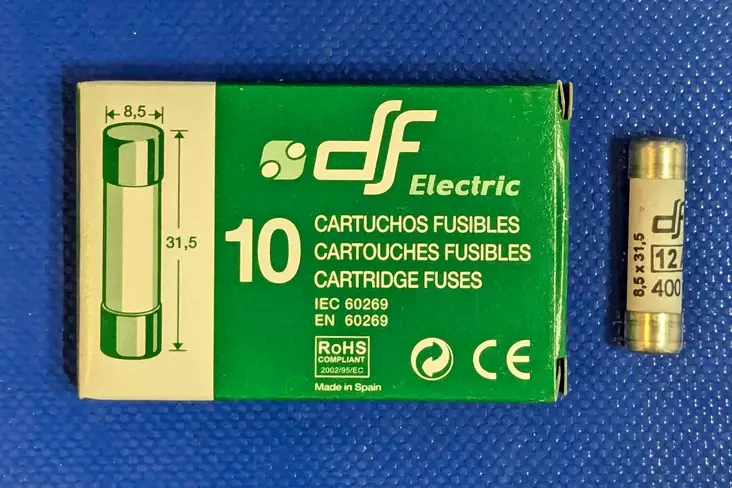 8,5
31,5
df Electric
10
CARTUCHOS FUSIBLES
CARTOUCHES FUSIBLES
CARTRIDGE FUSES
IEC 60269
EN 60269
RoHS
COMPLIANT
2002/95/EC
Made in Spain
CE
8,5 x 31,5
df
12
400